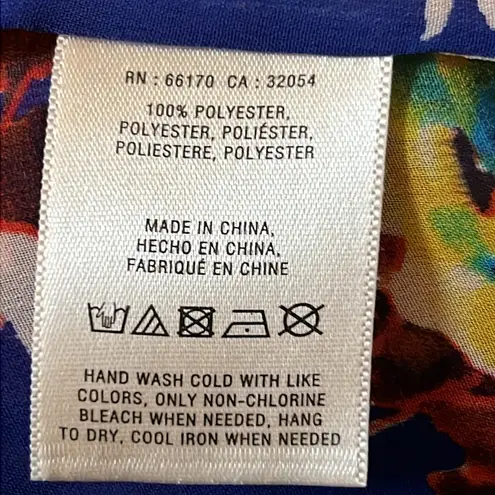 RN : 66170 CA : 32054
100% POLYESTER,
POLYESTER, POLIÉSTER,
POLIESTERE, POLYESTER
MADE IN CHINA,
HECHO EN CHINA,
FABRIQUÉ EN CHINE
HAND WASH COLD WITH LIKE
COLORS, ONLY NON-CHLORINE
BLEACH WHEN NEEDED, HANG
TO DRY, COOL IRON WHEN NEEDED